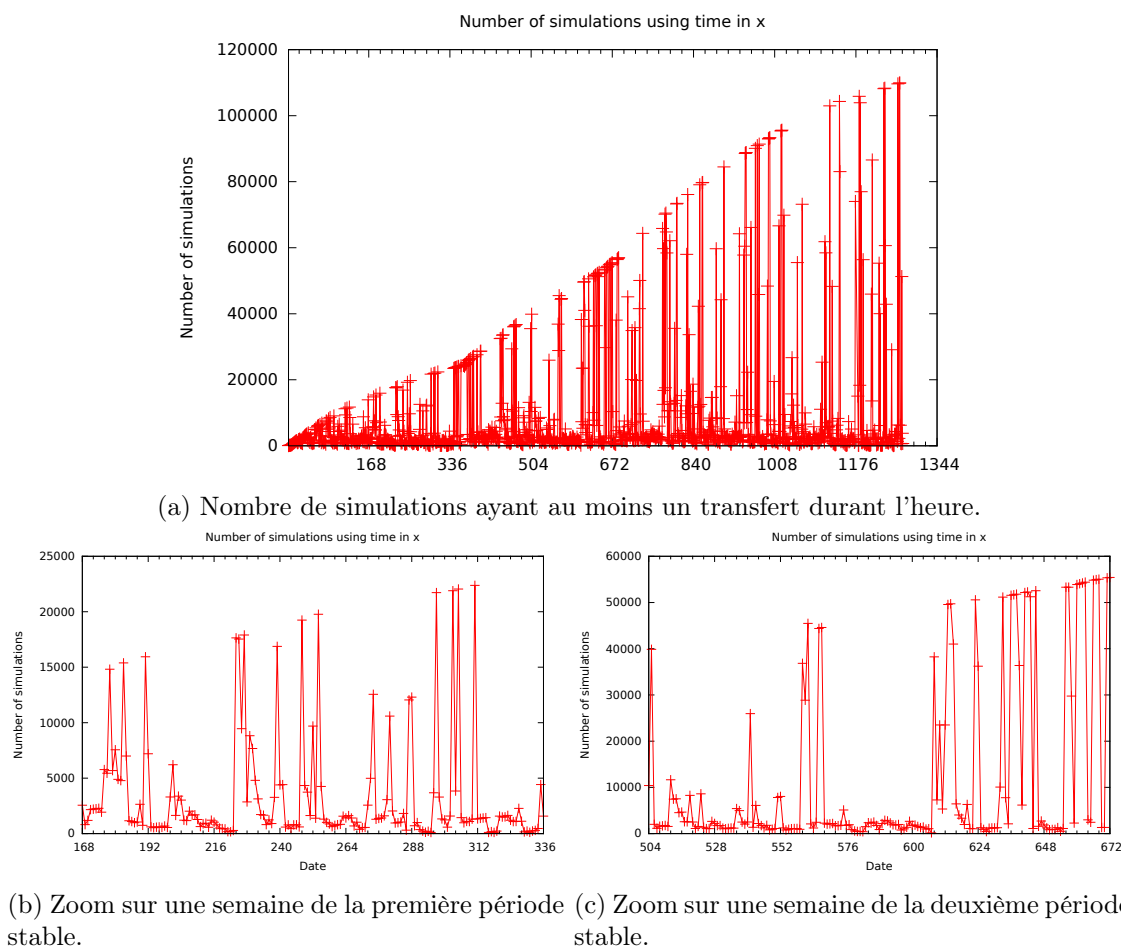 Number of simulations using time in x
120000
100000
80000
60000
40000
20000
0
Number of simulations
168 336 504 672 840 1008 1176 1344
(a) Nombre de simulations ayant au moins un transfert durant l'heure.
Number of simulations using time in x
25000
20000
15000
10000
5000
0
Number of simulations
168 192 216 240 264 288 312 336
Date
(b) Zoom sur une semaine de la première période
stable.
Number of simulations using time in x
60000
50000
40000
30000
20000
10000
0
Number of simulations
504 528 552 576 600 624 648 672
Date
(c) Zoom sur une semaine de la deuxième période
stable.